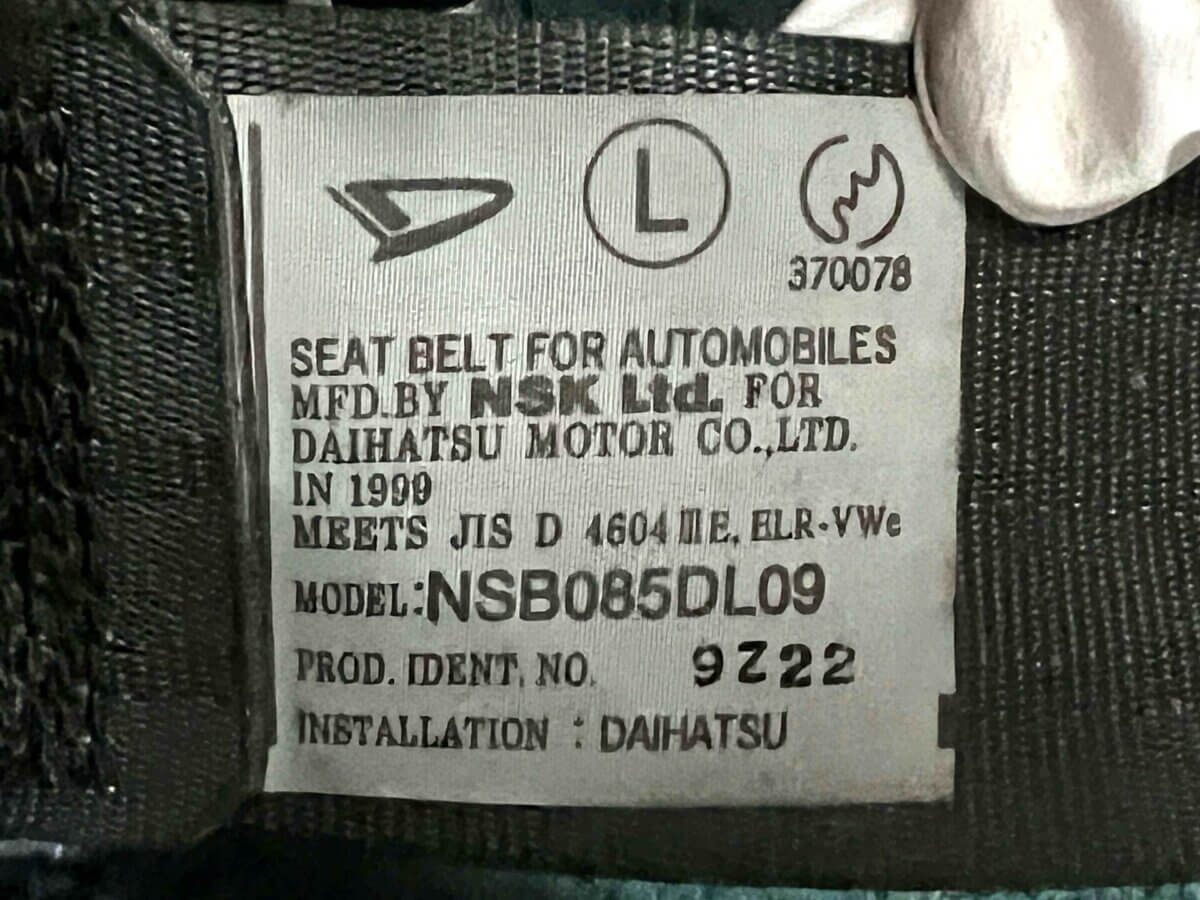 L
370078
SEAT BELT FOR AUTOMOBILES
MFD.BY NSK Ltd. FOR
DAIHATSU MOTOR CO.,LTD.
IN 1999
MEETS JIS D 4604 ⅢE, ELR-VWe
MODEL:NSB085DL09
PROD. IDENT. NO. 9Z22
INSTALLATION : DAIHATSU